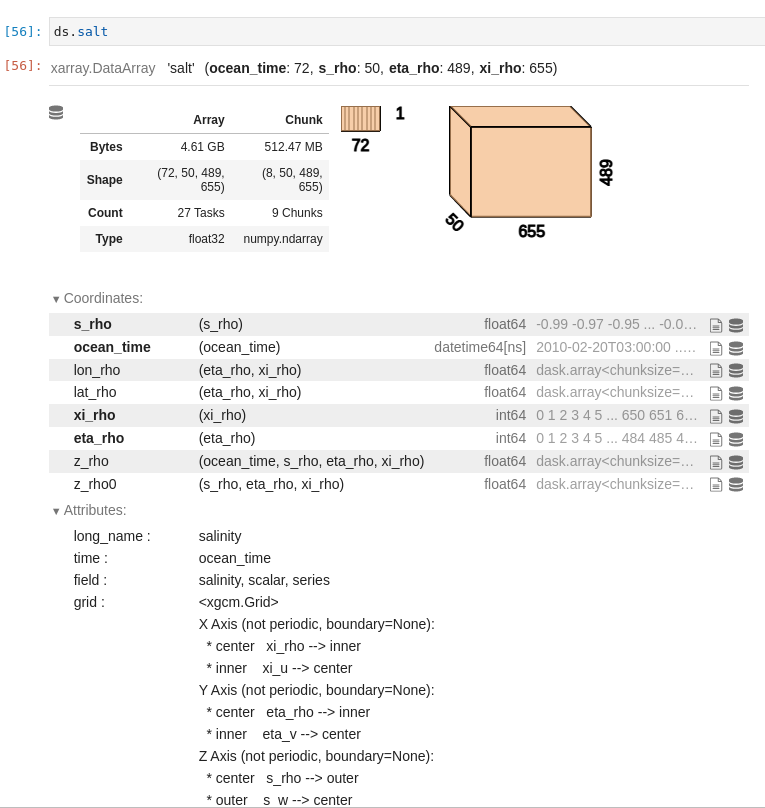 [56]: ds.salt
[56]: xarray.DataArray 'salt' (ocean_time: 72, s_rho: 50, eta_rho: 489, xi_rho: 655)
Array Chunk
Bytes 4.61 GB 512.47 MB
Shape (72, 50, 489, 655) (8, 50, 489, 655)
Count 27 Tasks 9 Chunks
Type float32 numpy.ndarray
1
72
489
50
655
▾ Coordinates:
s_rho (s_rho) float64 -0.99 -0.97 -0.95 ... -0.0...
ocean_time (ocean_time) datetime64[ns] 2010-02-20T03:00:00 .....
lon_rho (eta_rho, xi_rho) float64 dask.array<chunksize=...
lat_rho (eta_rho, xi_rho) float64 dask.array<chunksize=...
xi_rho (xi_rho) int64 0 1 2 3 4 5 ... 650 651 6...
eta_rho (eta_rho) int64 0 1 2 3 4 5 ... 484 485 4...
z_rho (ocean_time, s_rho, eta_rho, xi_rho) float64 dask.array<chunksize=...
z_rho0 (s_rho, eta_rho, xi_rho) float64 dask.array<chunksize=...
▾ Attributes:
long_name : salinity
time : ocean_time
field : salinity, scalar, series
grid : <xgcm.Grid>
X Axis (not periodic, boundary=None):
* center xi_rho --> inner
* inner xi_u --> center
Y Axis (not periodic, boundary=None):
* center eta_rho --> inner
* inner eta_v --> center
Z Axis (not periodic, boundary=None):
* center s_rho --> outer
* outer s_w --> center